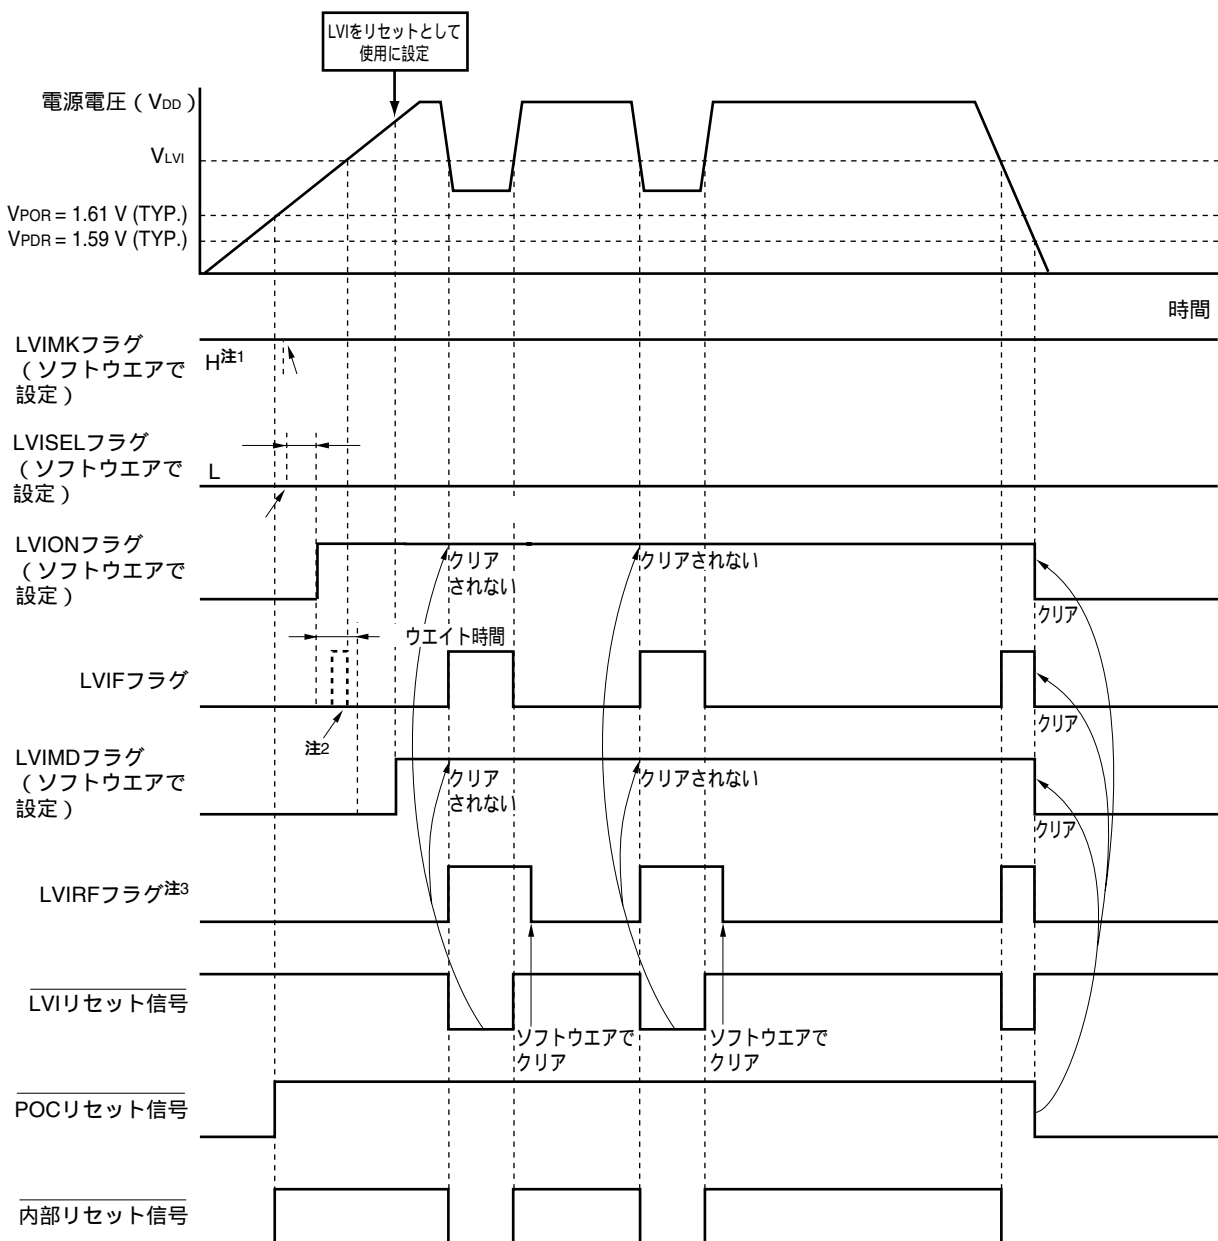 LVIをリセットとして
使用に設定
電源電圧（VDD）
VLVI
VPOR = 1.61 V (TYP.)
VPDR = 1.59 V (TYP.)
時間
LVIMKフラグ
（ソフトウエアで
設定）
H注1
LVISELフラグ
（ソフトウエアで
設定）
L
LVIONフラグ
（ソフトウエアで
設定）
クリア
されない
クリアされない
クリア
ウエイト時間
LVIFフラグ
注2
クリア
LVIMDフラグ
（ソフトウエアで
設定）
クリア
されない
クリアされない
クリア
LVIRFフラグ注3
LVIリセット信号
ソフトウエアで
クリア
ソフトウエアで
クリア
POCリセット信号
内部リセット信号